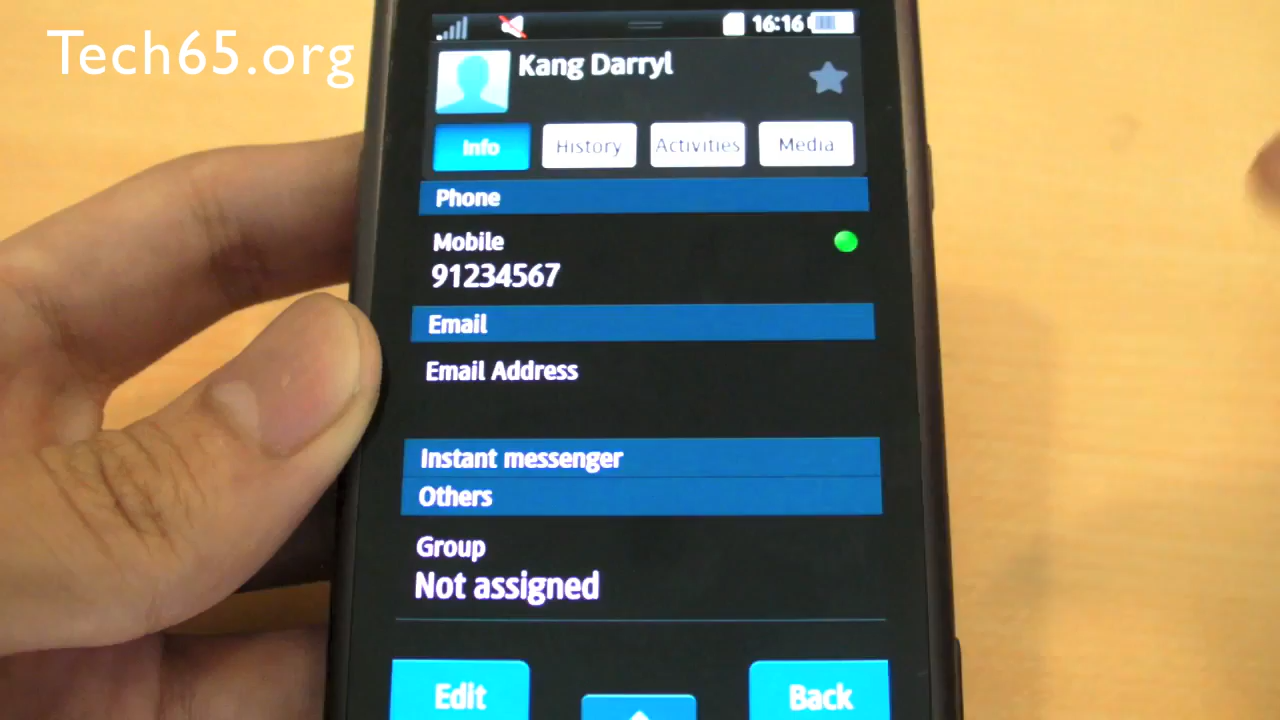 Tech65.org
16:16
Kang Darryl
Info History Activities Media
Phone
Mobile
91234567
Email
Email Address
Instant messenger
Others
Group
Not assigned
Edit Back